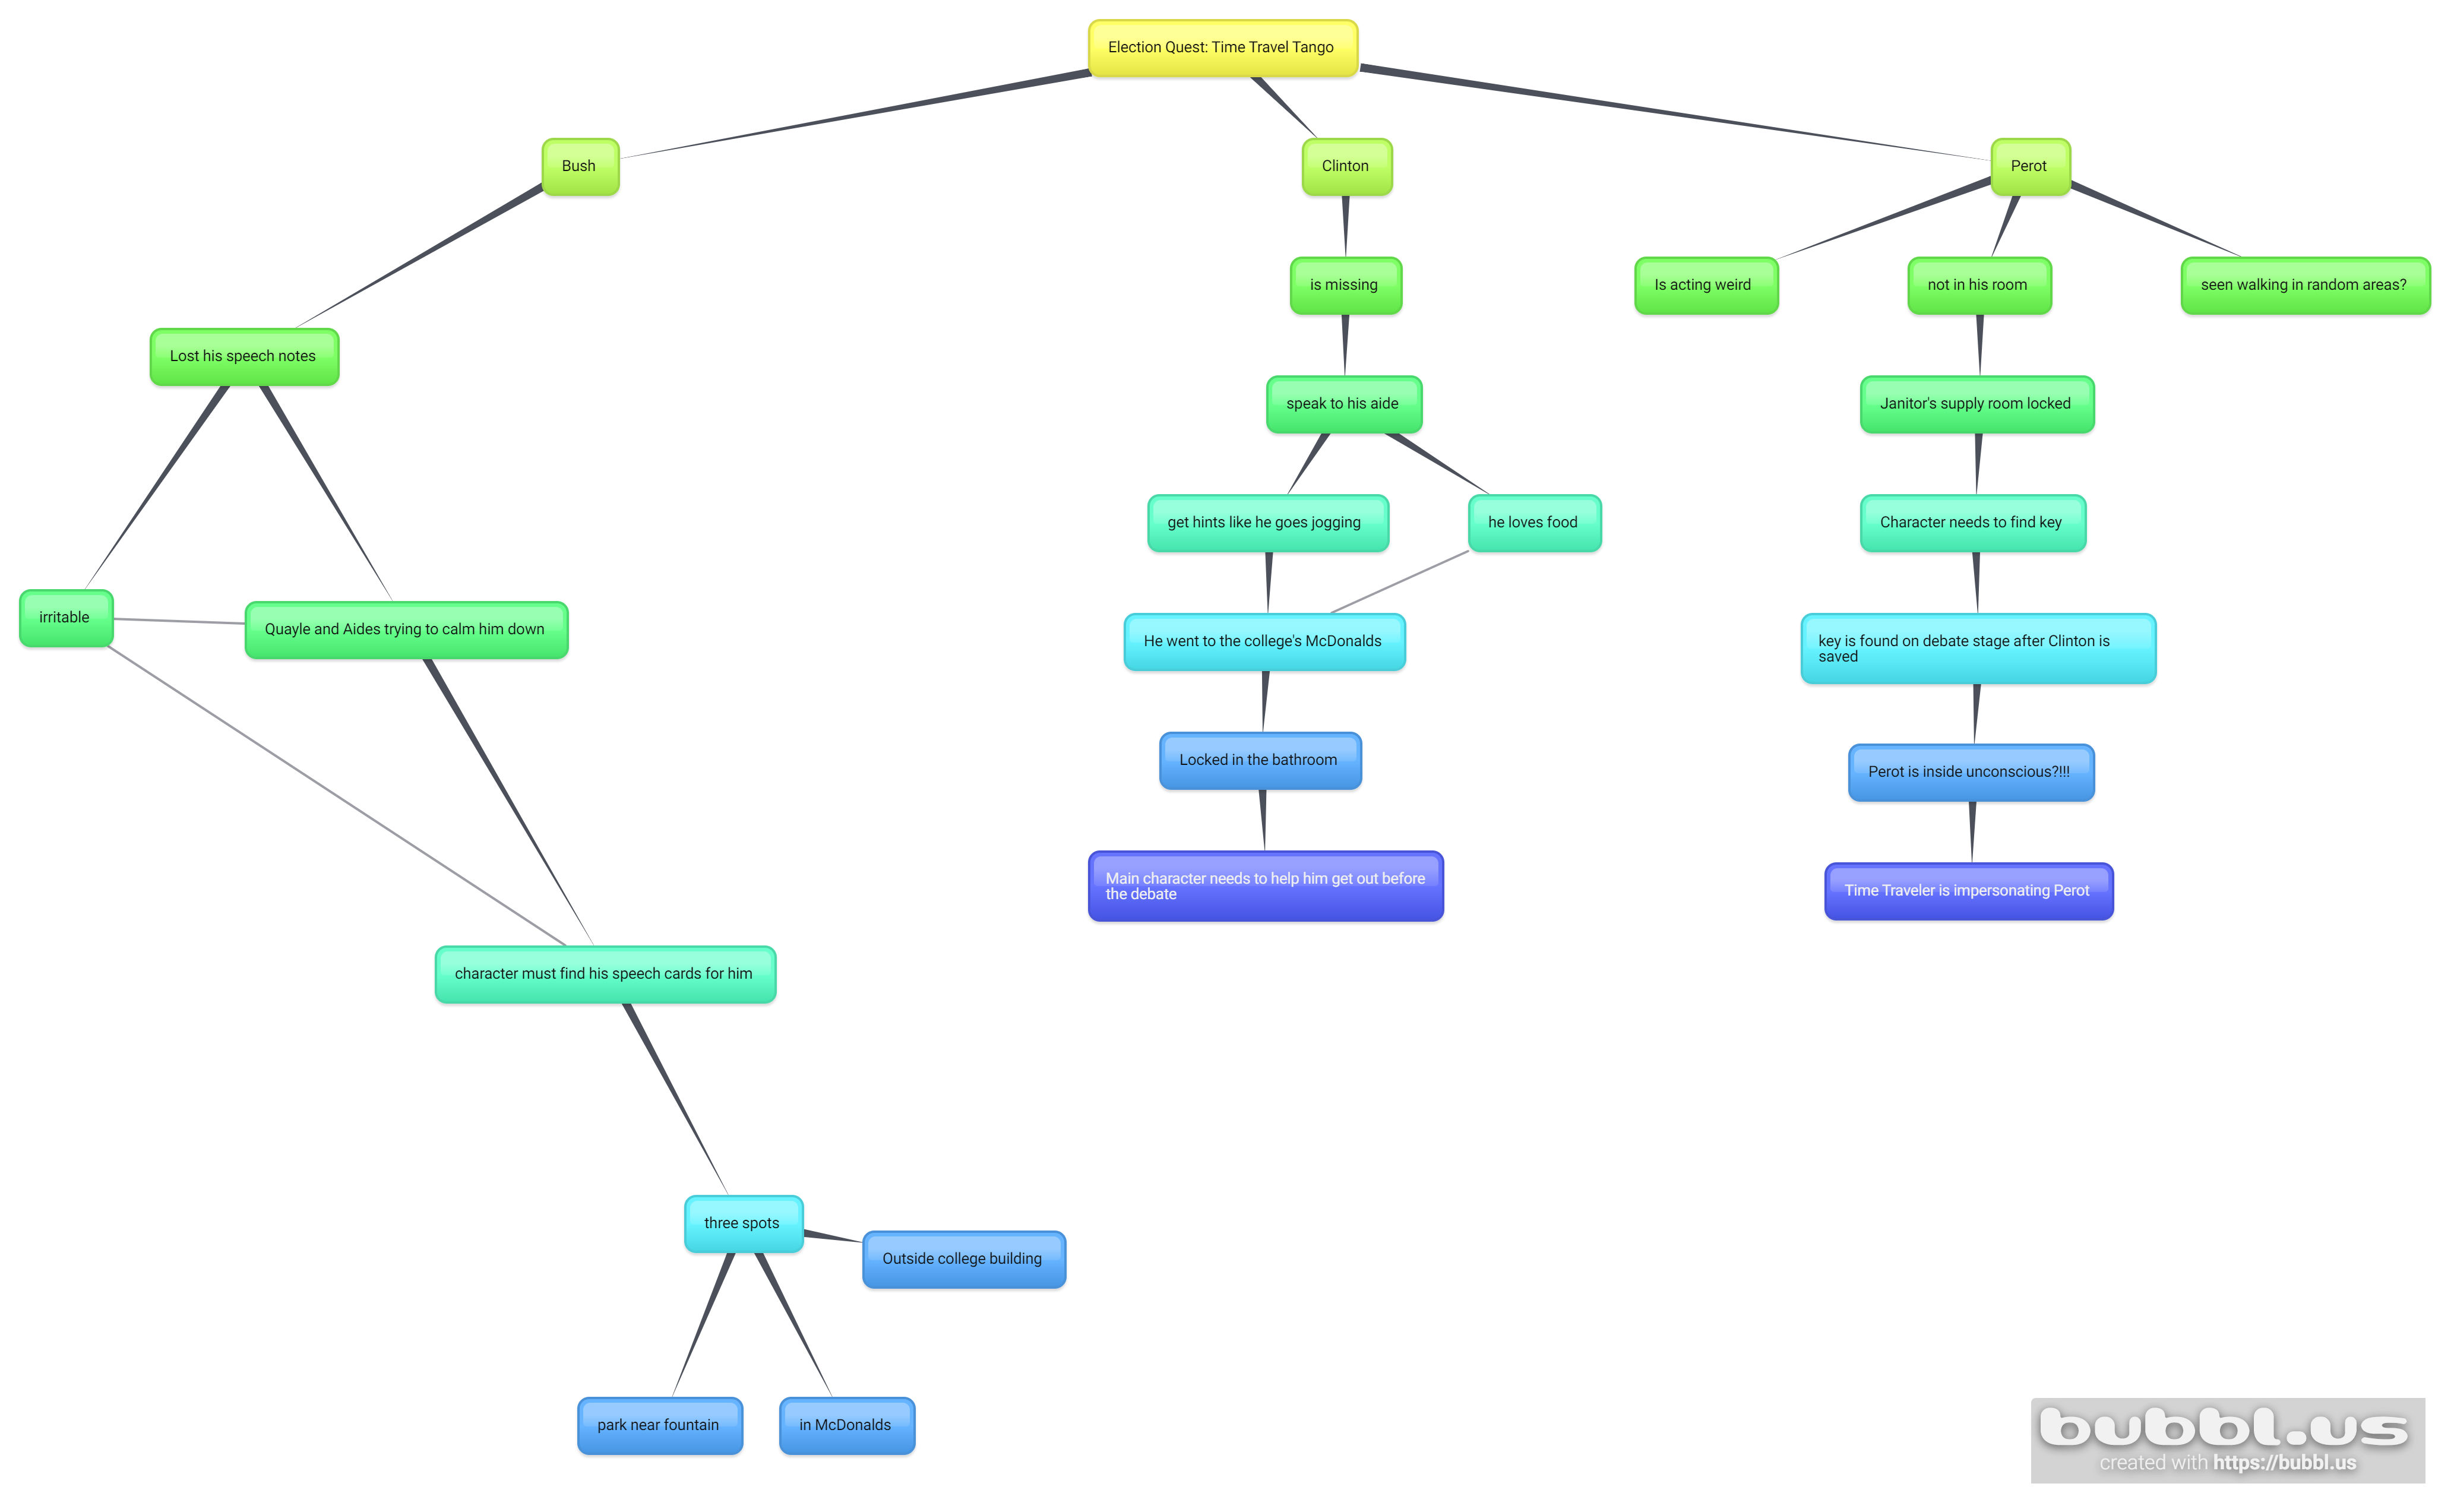 Election Quest: Time Travel Tango
Bush
Clinton
Perot
is missing
Is acting weird
not in his room
seen walking in random areas?
Lost his speech notes
speak to his aide
Janitor's supply room locked
get hints like he goes jogging
he loves food
Character needs to find key
irritable
Quayle and Aides trying to calm him down
He went to the college's McDonalds
key is found on debate stage after Clinton is
saved
Locked in the bathroom
Perot is inside unconscious?!!!
Main character needs to help him get out before
the debate
Time Traveler is impersonating Perot
character must find his speech cards for him
three spots
Outside college building
park near fountain
in McDonalds
bubbl.us
created with https://bubbl.us